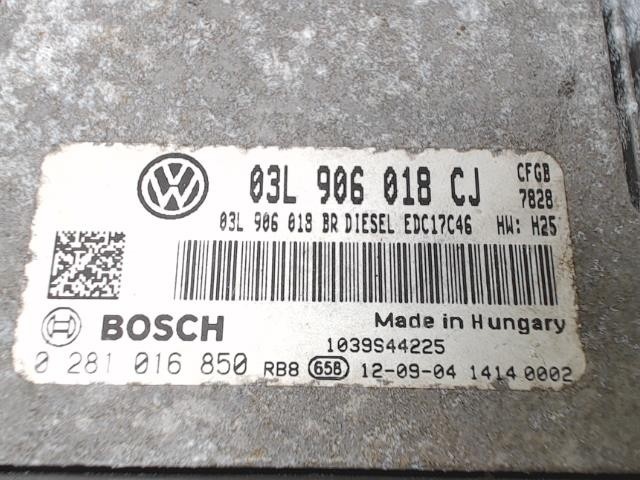 03L 906 018 CJ CFGB
7828
03L 906 018 BR DIESEL EDC17C46 HW: H25
BOSCH Made in Hungary
1039S44225
0 281 016 850 RB8 658 12-09-04 1414 0002